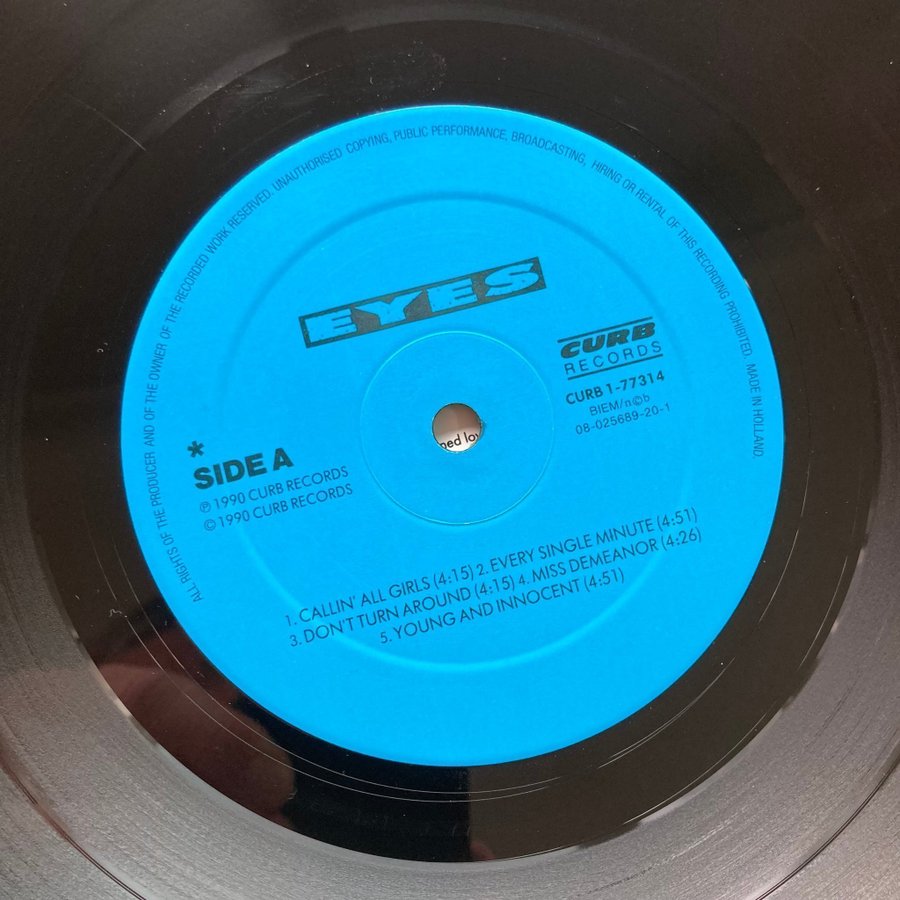 ALL RIGHTS OF THE PRODUCER AND OF THE OWNER OF THE RECORDED WORK RESERVED. UNAUTHORISED COPYING, PUBLIC PERFORMANCE, BROADCASTING, HIRING OR RENTAL OF THIS RECORDING PROHIBITED. MADE IN HOLLAND.
EYES
CURB
RECORDS
CURB 1-77314
BIEM/n©b
08-025689-20-1
*
SIDE A
℗ 1990 CURB RECORDS
© 1990 CURB RECORDS
1. CALLIN' ALL GIRLS (4:15) 2. EVERY SINGLE MINUTE (4:51)
3. DON'T TURN AROUND (4:15) 4. MISS DEMEANOR (4:26)
5. YOUNG AND INNOCENT (4:51)